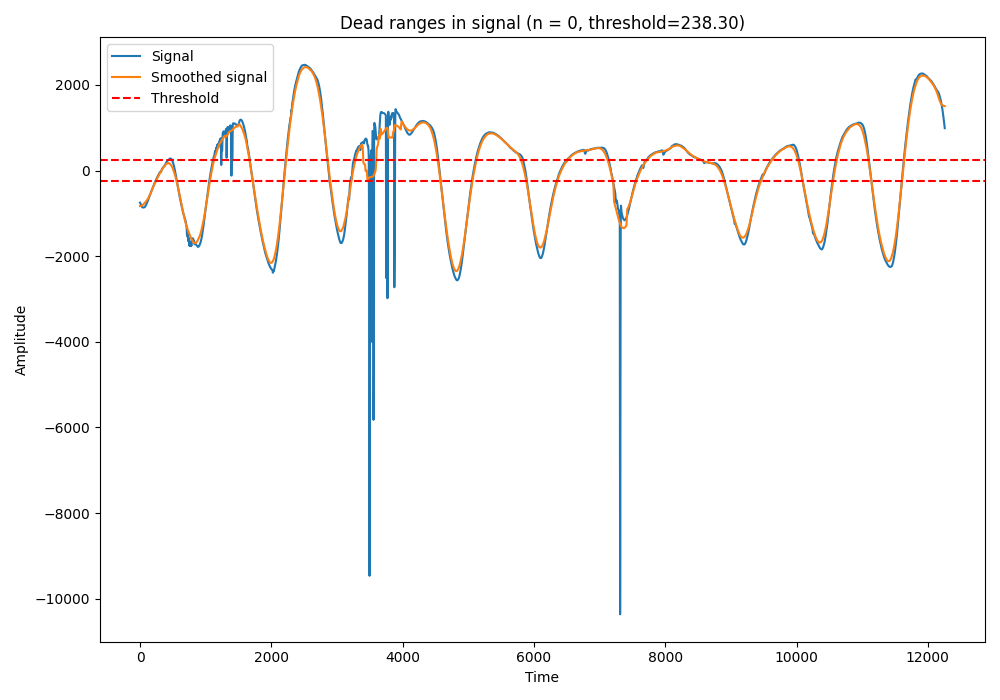 Dead ranges in signal (n = 0, threshold=238.30)
Signal
Smoothed signal
Threshold
2000
0
−2000
−4000
−6000
−8000
−10000
Amplitude
0 2000 4000 6000 8000 10000 12000
Time